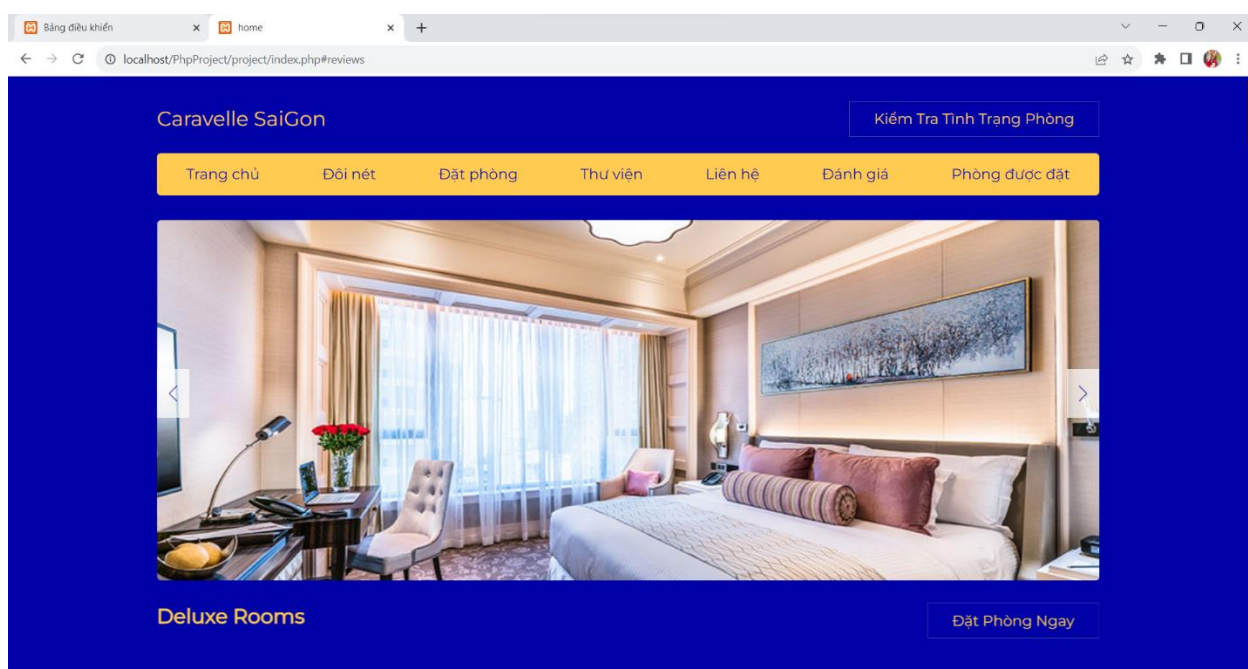 Bảng điều khiển
home
localhost/PhpProject/project/index.php#reviews
Caravelle SaiGon
Kiểm Tra Tình Trạng Phòng
Trang chủ Đôi nét Đặt phòng Thư viện Liên hệ Đánh giá Phòng được đặt
Deluxe Rooms
Đặt Phòng Ngay